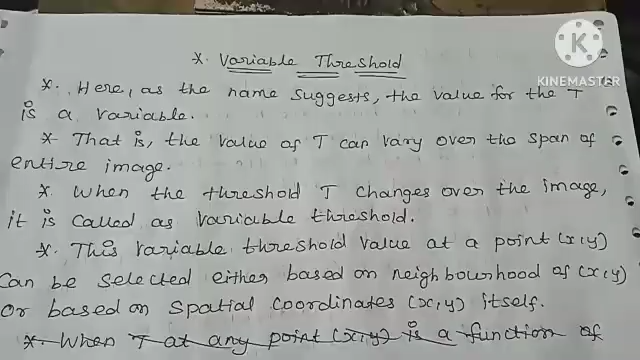 KINEMASTER
*. Variable Threshold
*. Here, as the name suggests, the value for the T
is a variable.
* That is, the value of T can vary over the span of
entire image.
*. When the threshold T changes over the image,
it is called as variable threshold.
*. This variable threshold value at a point (x,y)
can be selected either based on neighbourhood of (x,y)
or based on spatial coordinates (x,y) itself.
*. When T at any point (x,y) is a function of